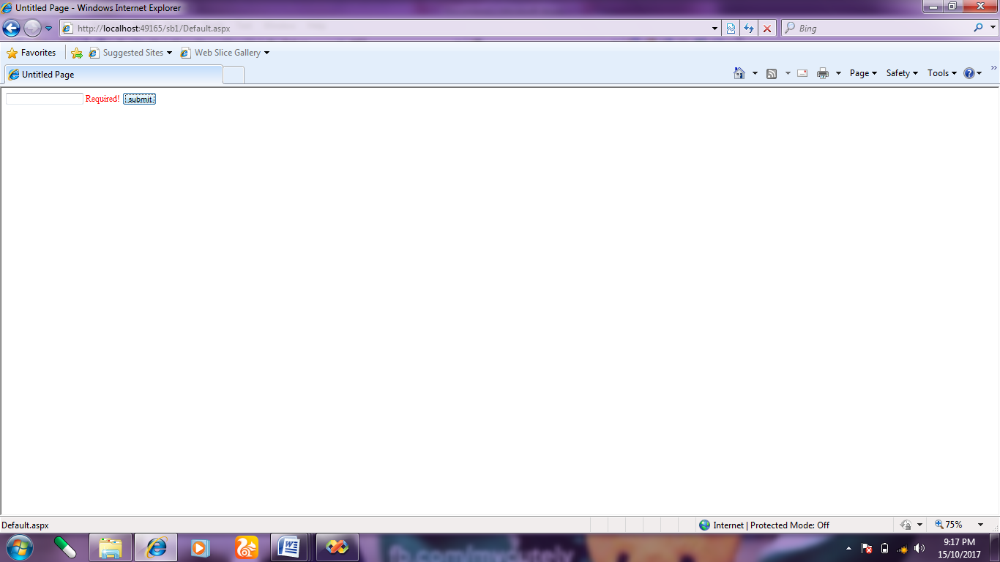 Untitled Page - Windows Internet Explorer
http://localhost:49165/sb1/Default.aspx
Bing
Favorites Suggested Sites Web Slice Gallery
Untitled Page
Page Safety Tools
Required! submit
Default.aspx
Internet | Protected Mode: Off
75%
9:17 PM
15/10/2017